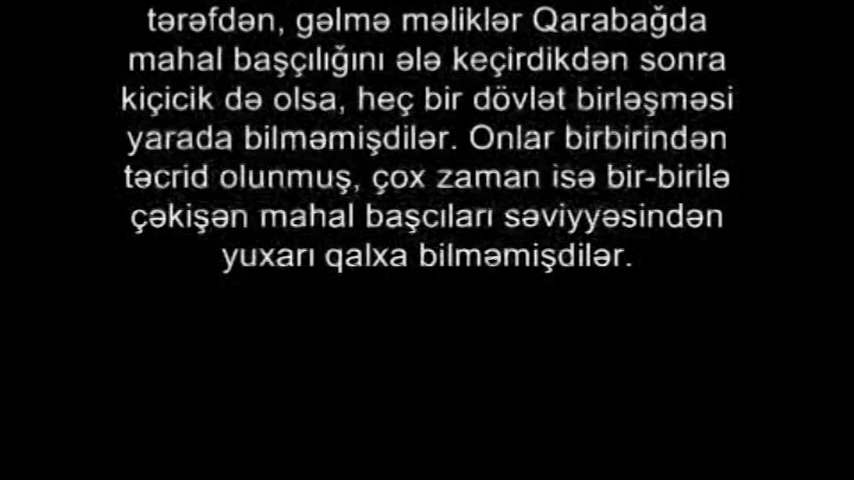 tərəfdən, gəlmə məliklər Qarabağda
mahal başçılığını ələ keçirdikdən sonra
kiçicik də olsa, heç bir dövlət birləşməsi
yarada bilməmişdilər. Onlar birbirindən
təcrid olunmuş, çox zaman isə bir-birilə
çəkişən mahal başcıları səviyyəsindən
yuxarı qalxa bilməmişdilər.